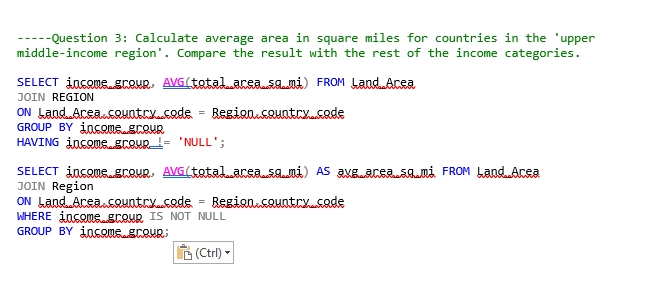 -----Question 3: Calculate average area in square miles for countries in the 'upper
middle-income region'. Compare the result with the rest of the income categories.
SELECT income_group, AVG(total_area_sq_mi) FROM Land_Area
JOIN REGION
ON Land_Area.country_code = Region.country_code
GROUP BY income_group
HAVING income_group != 'NULL';
SELECT income_group, AVG(total_area_sq_mi) AS avg_area_sq_mi FROM Land_Area
JOIN Region
ON Land_Area.country_code = Region.country_code
WHERE income_group IS NOT NULL
GROUP BY income_group;
(Ctrl)